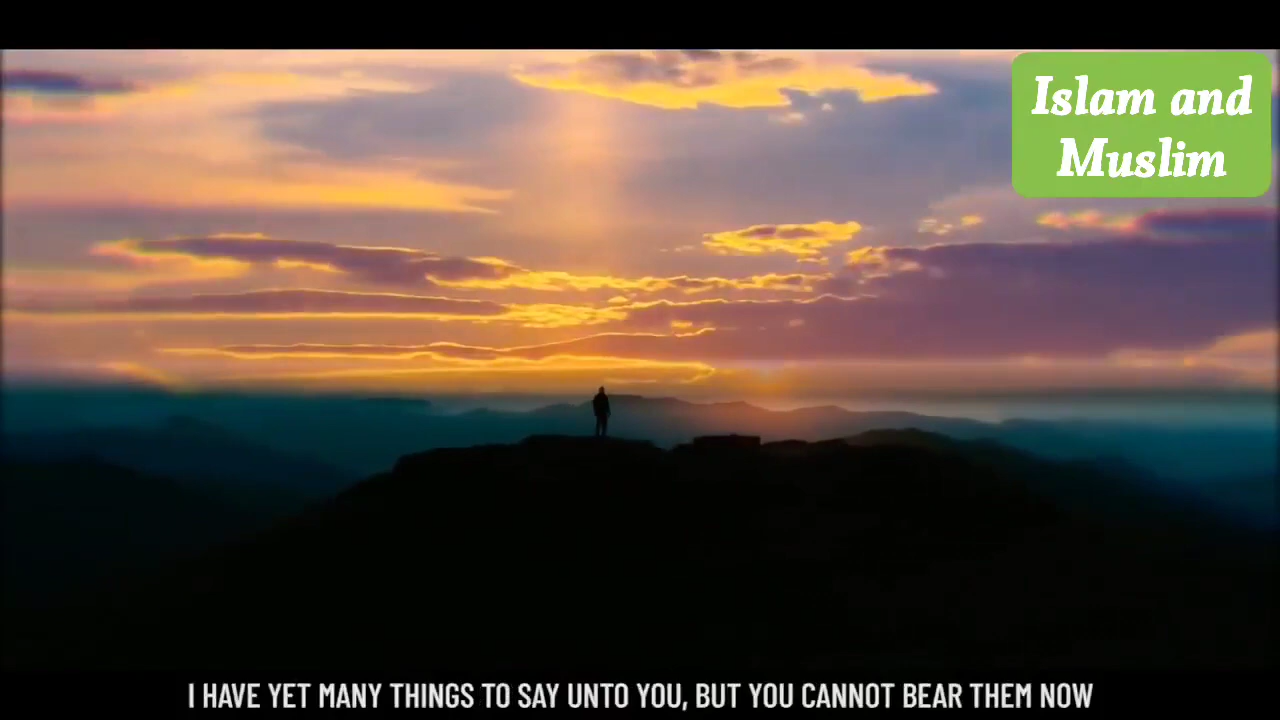 Islam and
Muslim
I HAVE YET MANY THINGS TO SAY UNTO YOU, BUT YOU CANNOT BEAR THEM NOW